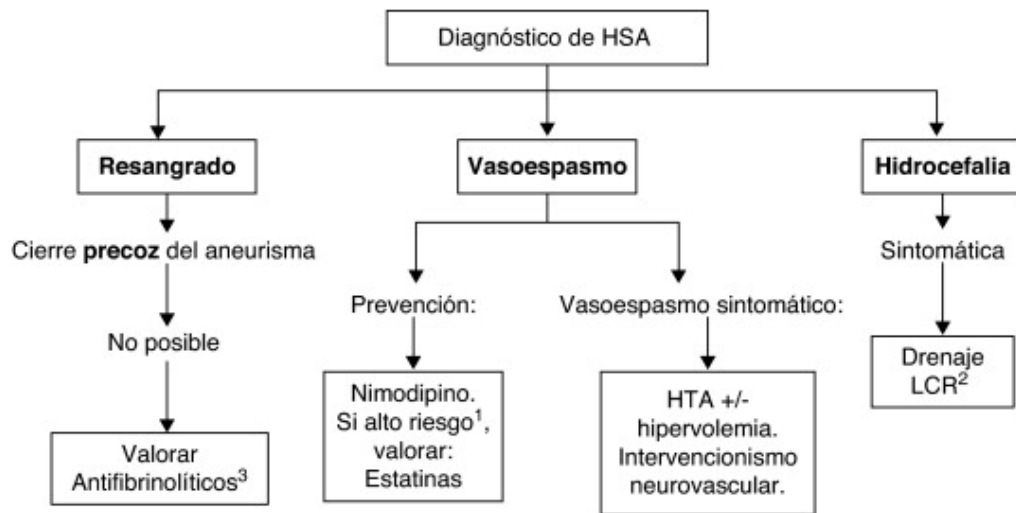 Diagnóstico de HSA
Resangrado
Vasoespasmo
Hidrocefalia
Cierre precoz del aneurisma
Sintomática
Prevención:
Vasoespasmo sintomático:
No posible
Drenaje
LCR²
Nimodipino.
Si alto riesgo¹,
valorar:
Estatinas
HTA +/-
hipervolemia.
Intervencionismo
neurovascular.
Valorar
Antifibrinolíticos³